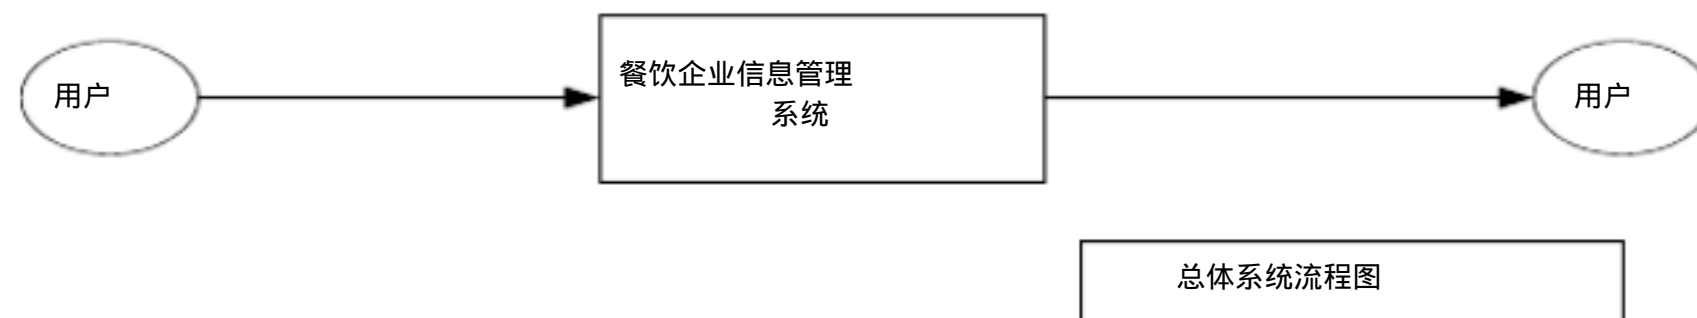 用户
餐饮企业信息管理
系统
用户
总体系统流程图